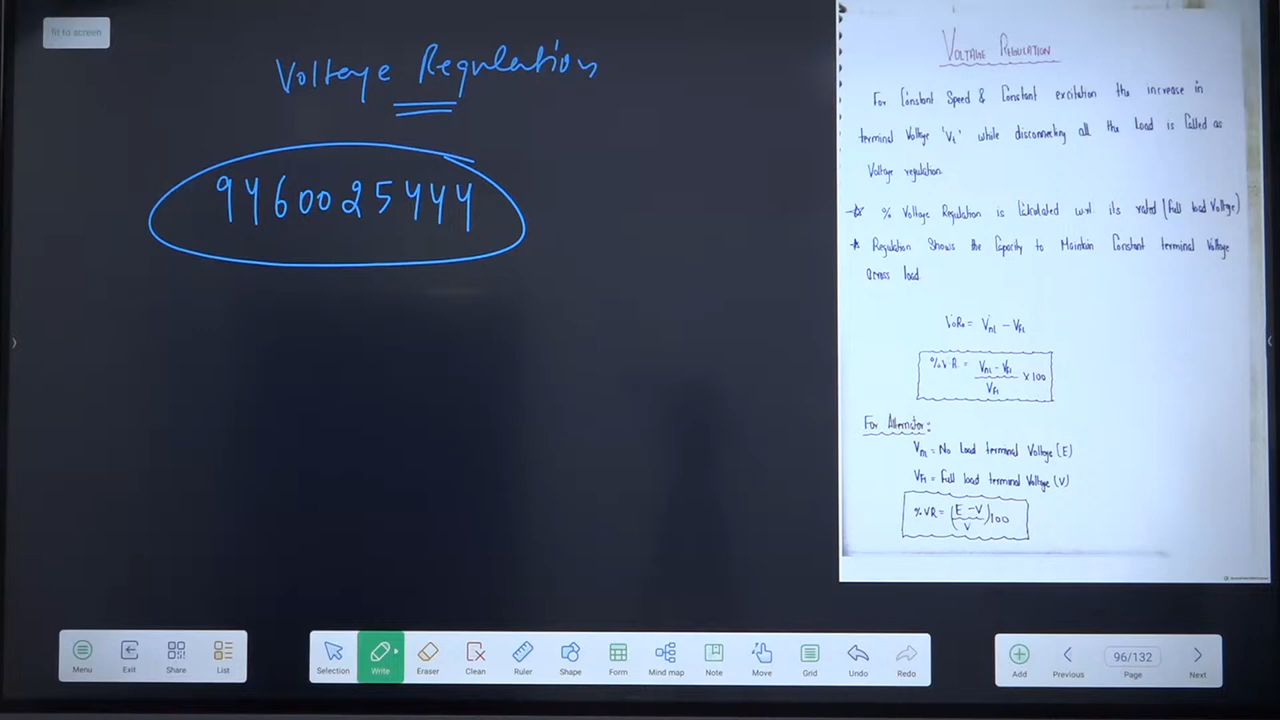 fit to screen
Voltage Regulation
9460025444
VOLTAGE REGULATION
For Constant Speed & Constant excitation the increase in
terminal Voltage 'Vt' while disconnecting all the Load is Called as
Voltage regulation.
% Voltage Regulation is Calculated w.r.t. its rated (full load Voltage)
Regulation Shows the Capacity to Maintain Constant terminal Voltage
across load.
V.R. = VnL - VfL
% V R = VnL - VfL / VfL × 100
For Alternator:
VnL = No Load terminal Voltage (E)
VfL = Full load terminal Voltage (V)
% VR = (E - V / V) 100
Menu Exit Share List Selection Write Eraser Clean Ruler Shape Form Mind map Note Move Grid Undo Redo Add Previous 96/132 Page Next